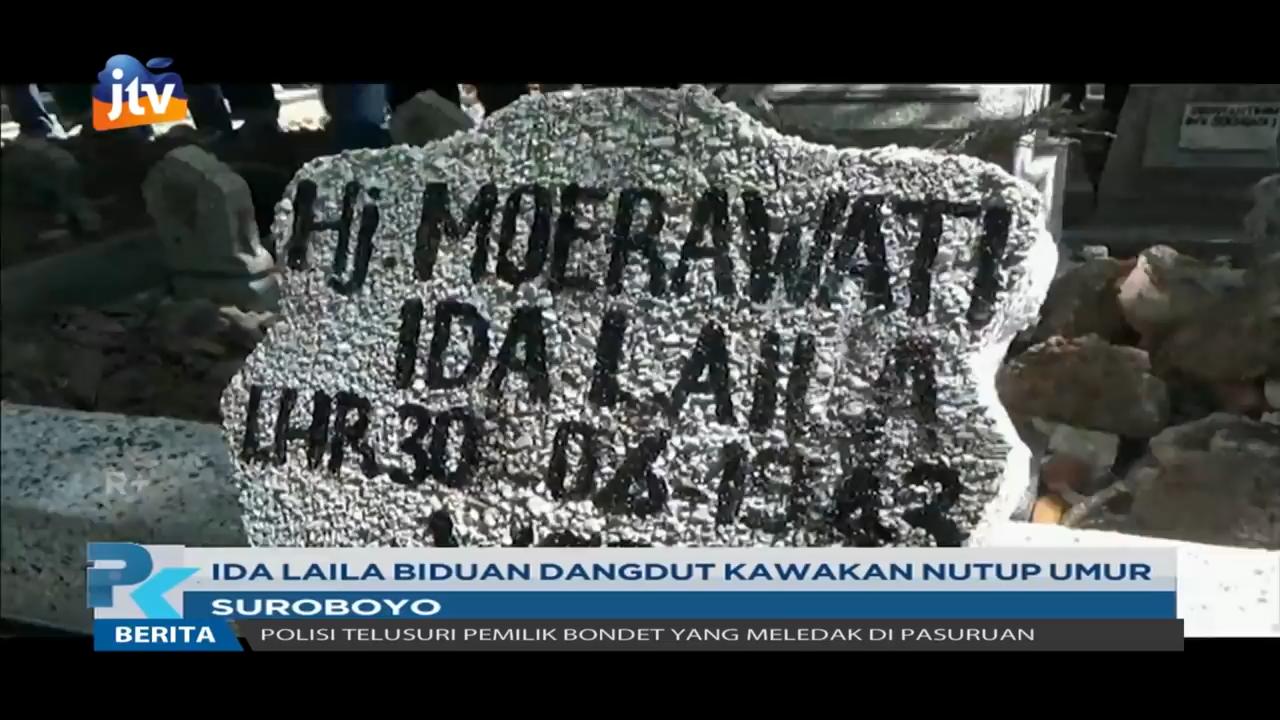 jtv
Hj MOERAWATI
IDA LAILA
LHR 30 06 1943
R+
IDA LAILA BIDUAN DANGDUT KAWAKAN NUTUP UMUR
SUROBOYO
BERITA
POLISI TELUSURI PEMILIK BONDET YANG MELEDAK DI PASURUAN